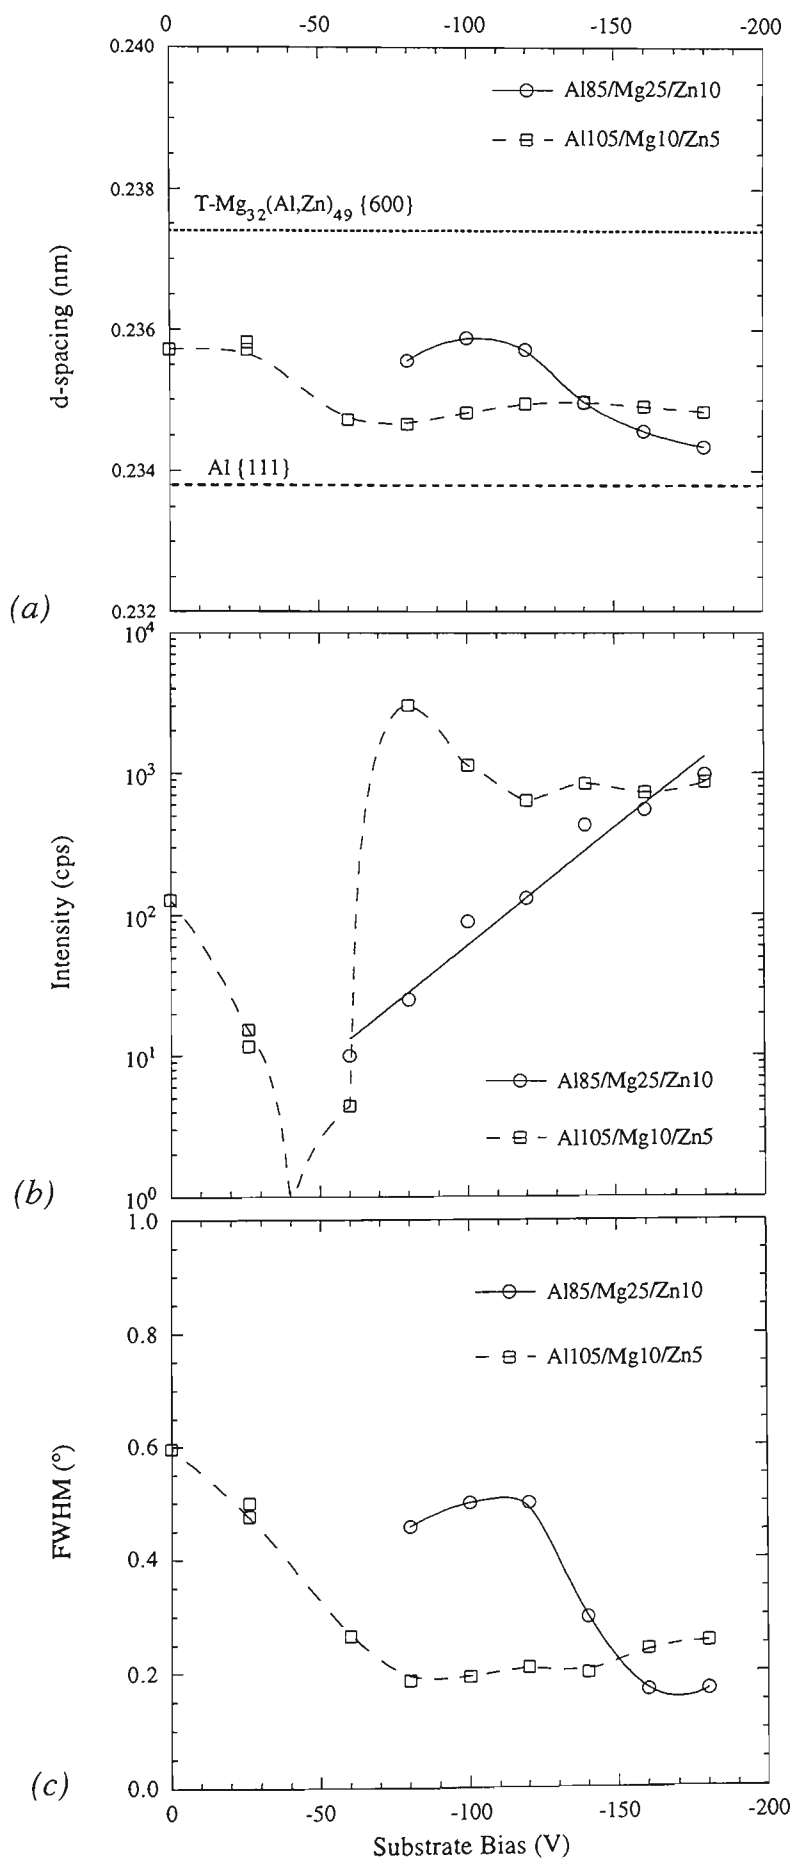 0 -50 -100 -150 -200
0.240
Al85/Mg25/Zn10
Al105/Mg10/Zn5
0.238
T-Mg32(Al,Zn)49 {600}
d-spacing (nm)
0.236
0.234
Al {111}
(a)
0.232
10^4
10^3
Intensity (cps)
10^2
10^1
Al85/Mg25/Zn10
Al105/Mg10/Zn5
(b)
10^0
1.0
Al85/Mg25/Zn10
0.8
Al105/Mg10/Zn5
0.6
FWHM (°)
0.4
0.2
(c)
0.0
0 -50 -100 -150 -200
Substrate Bias (V)